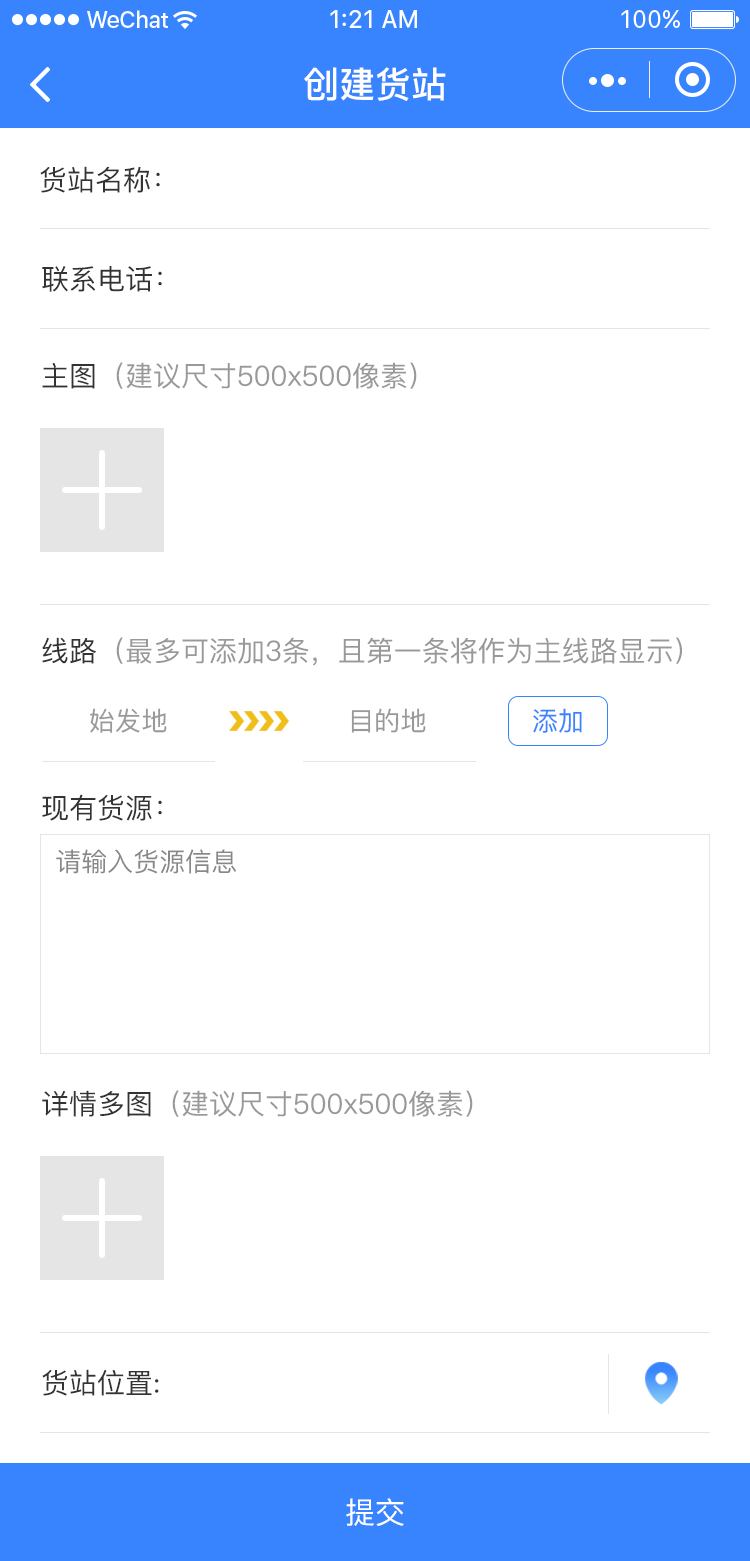 WeChat 1:21 AM 100%
创建货站
货站名称：
联系电话：
主图（建议尺寸500x500像素）
线路（最多可添加3条，且第一条将作为主线路显示）
始发地 目的地 添加
现有货源：
请输入货源信息
详情多图（建议尺寸500x500像素）
货站位置:
提交